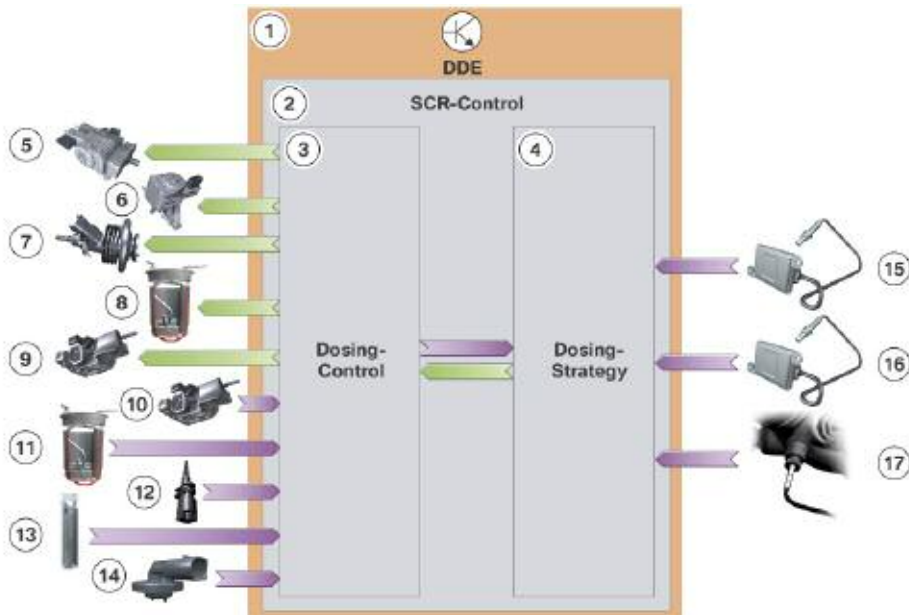 1
DDE
2
SCR-Control
3
4
5
6
7
8
9
10
11
12
13
14
Dosing-
Control
Dosing-
Strategy
15
16
17